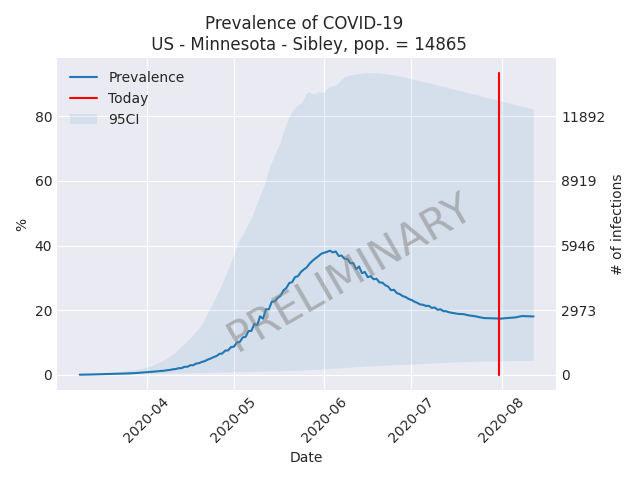 Prevalence of COVID-19
US - Minnesota - Sibley, pop. = 14865
Prevalence
Today
95CI
80
60
40
20
0
%
11892
8919
5946
2973
0
# of infections
PRELIMINARY
2020-04
2020-05
2020-06
2020-07
2020-08
Date